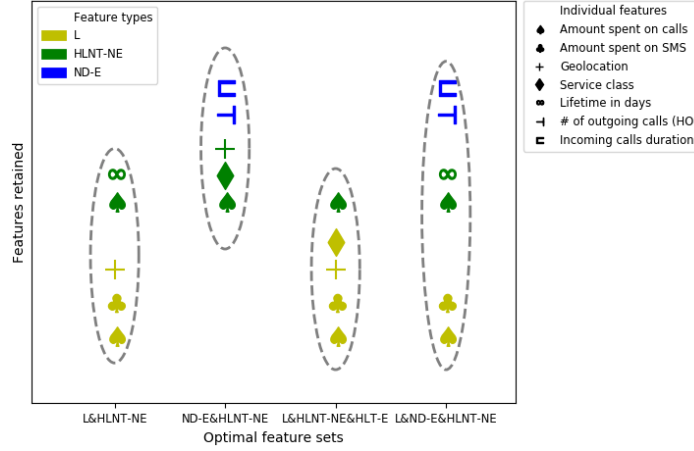 Feature types
L
HLNT-NE
ND-E
Individual features
Amount spent on calls
Amount spent on SMS
Geolocation
Service class
Lifetime in days
# of outgoing calls (HO
Incoming calls duration
Features retained
L&HLNT-NE
ND-E&HLNT-NE
L&HLNT-NE&HLT-E
L&ND-E&HLNT-NE
Optimal feature sets